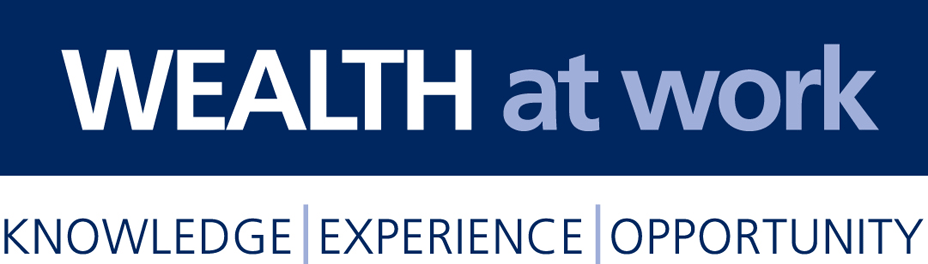 WEALTH at work
KNOWLEDGE | EXPERIENCE | OPPORTUNITY